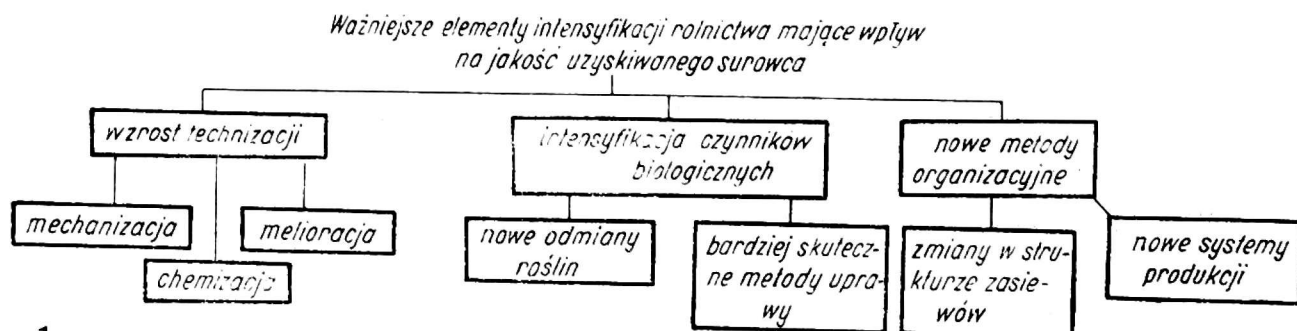 Ważniejsze elementy intensyfikacji rolnictwa mające wpływ
na jakość uzyskiwanego surowca
wzrost technizacji
intensyfikacja czynników
biologicznych
nowe metody
organizacyjne
mechanizacja
melioracja
chemizacja
nowe odmiany
roślin
bardziej skutecz-
ne metody upra-
wy
zmiany w stru-
kturze zasie-
wów
nowe systemy
produkcji